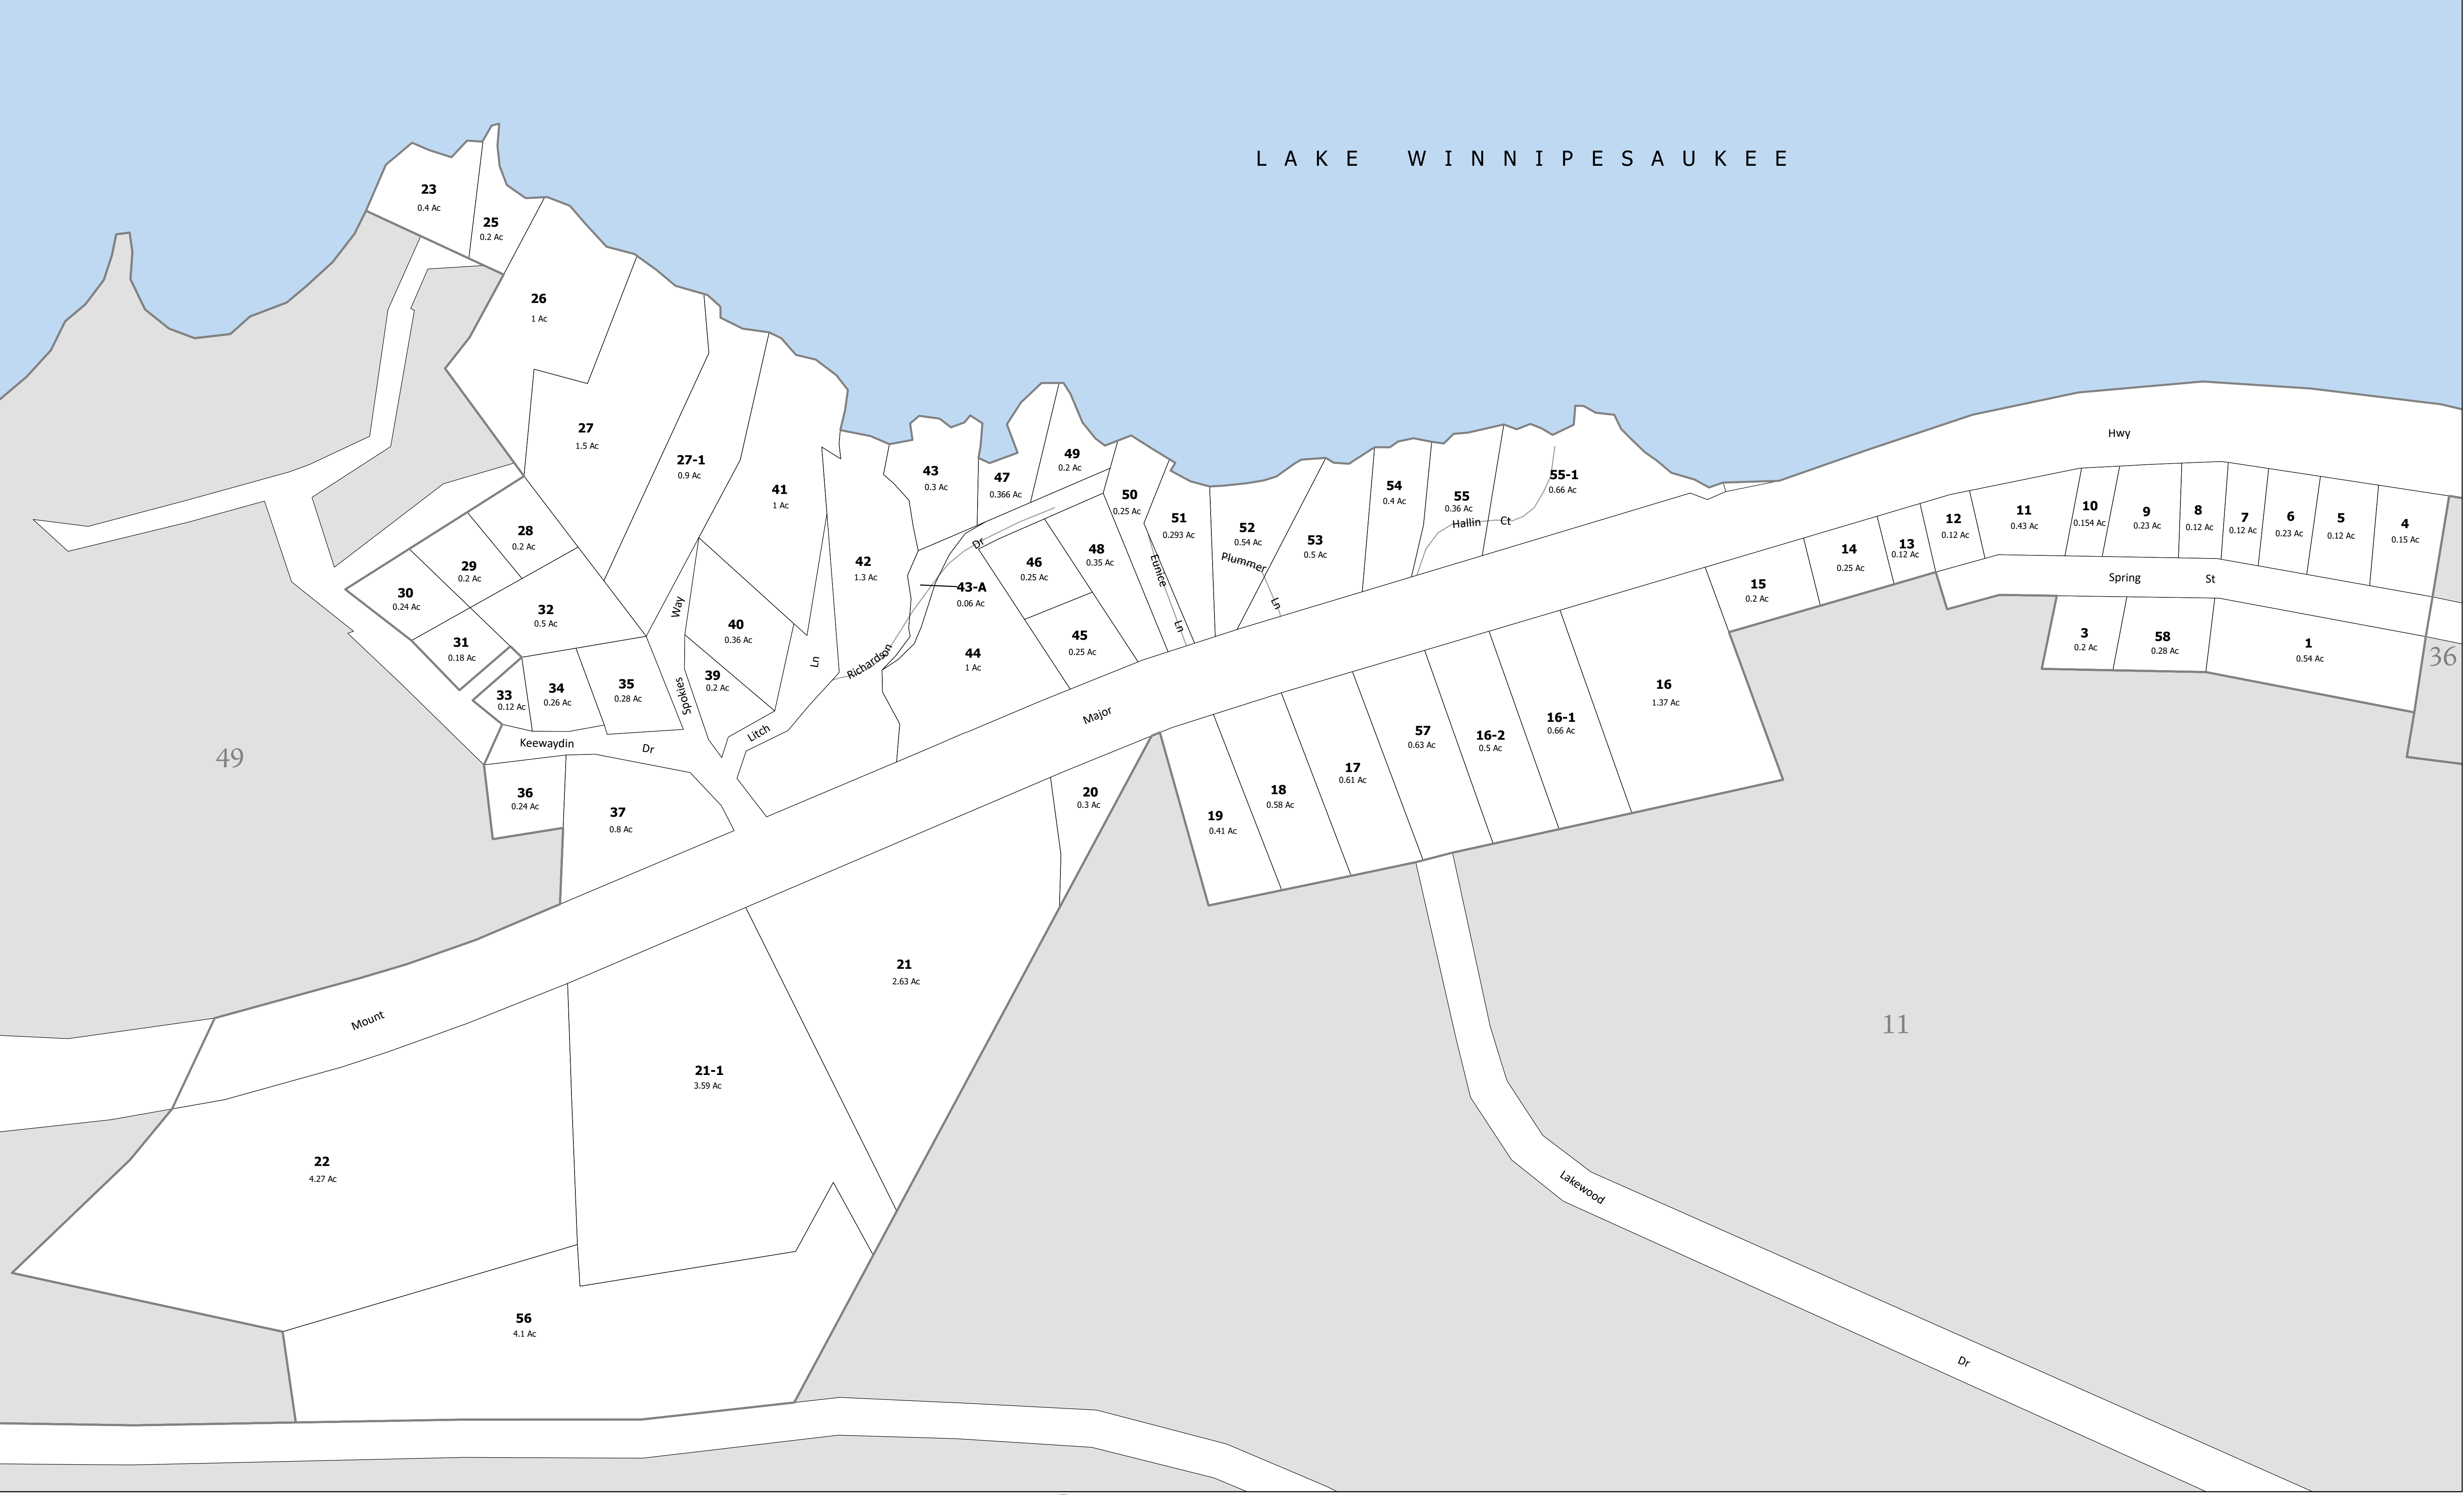 LAKE WINNIPESAUKEE
23
0.4 Ac
25
0.2 Ac
26
1 Ac
27
1.5 Ac
27-1
0.9 Ac
41
1 Ac
42
1.3 Ac
43
0.3 Ac
47
0.366 Ac
49
0.2 Ac
50
0.25 Ac
51
0.293 Ac
52
0.54 Ac
53
0.5 Ac
54
0.4 Ac
55
0.36 Ac
55-1
0.66 Ac
Hallin Ct
Plummer Ln
Eunice Ln
Richardson Dr
28
0.2 Ac
29
0.2 Ac
30
0.24 Ac
31
0.18 Ac
32
0.5 Ac
33
0.12 Ac
34
0.26 Ac
35
0.28 Ac
36
0.24 Ac
37
0.8 Ac
39
0.2 Ac
40
0.36 Ac
43-A
0.06 Ac
44
1 Ac
45
0.25 Ac
46
0.25 Ac
48
0.35 Ac
Spokies Way
Litch Ln
Keewaydin Dr
Mount Major Hwy
12
0.12 Ac
11
0.43 Ac
10
0.154 Ac
9
0.23 Ac
8
0.12 Ac
7
0.12 Ac
6
0.23 Ac
5
0.12 Ac
4
0.15 Ac
13
0.12 Ac
14
0.25 Ac
15
0.2 Ac
Spring St
3
0.2 Ac
58
0.28 Ac
1
0.54 Ac
36
16
1.37 Ac
16-1
0.66 Ac
16-2
0.5 Ac
57
0.63 Ac
17
0.61 Ac
18
0.58 Ac
19
0.41 Ac
20
0.3 Ac
21
2.63 Ac
21-1
3.59 Ac
22
4.27 Ac
56
4.1 Ac
49
11
Lakewood Dr